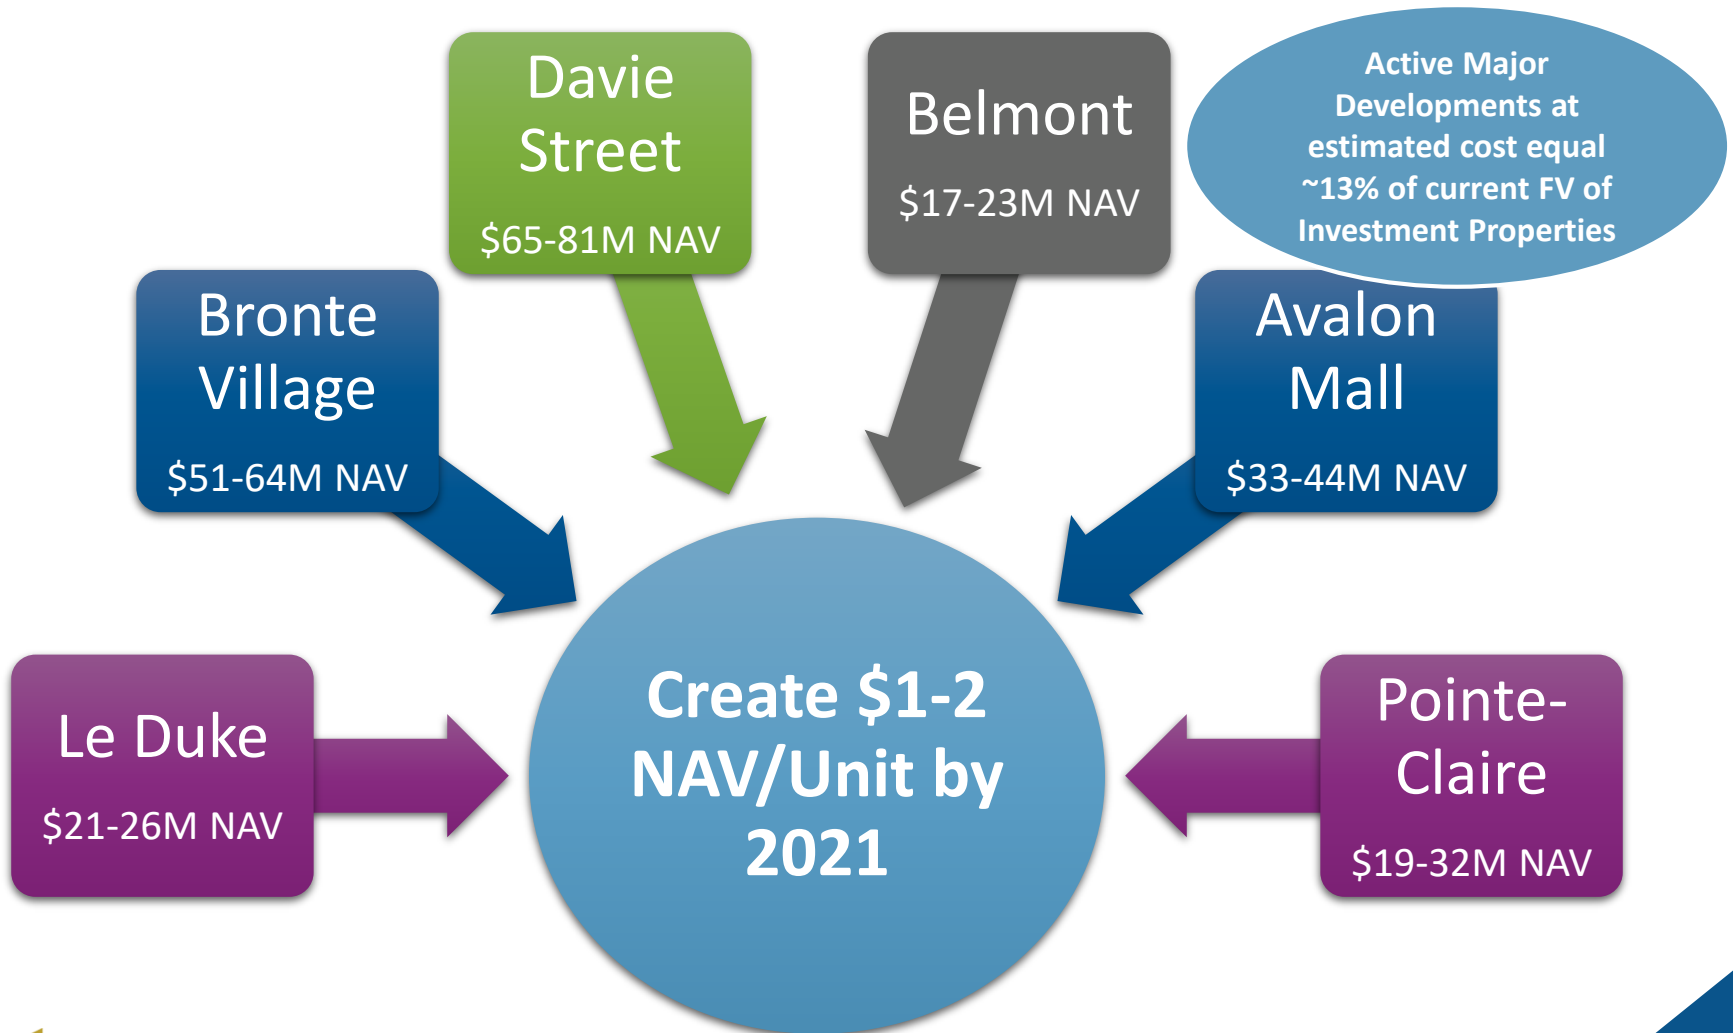 Davie
Street
$65-81M NAV
Belmont
$17-23M NAV
Active Major
Developments at
estimated cost equal
~13% of current FV of
Investment Properties
Bronte
Village
$51-64M NAV
Avalon
Mall
$33-44M NAV
Le Duke
$21-26M NAV
Create $1-2
NAV/Unit by
2021
Pointe-
Claire
$19-32M NAV